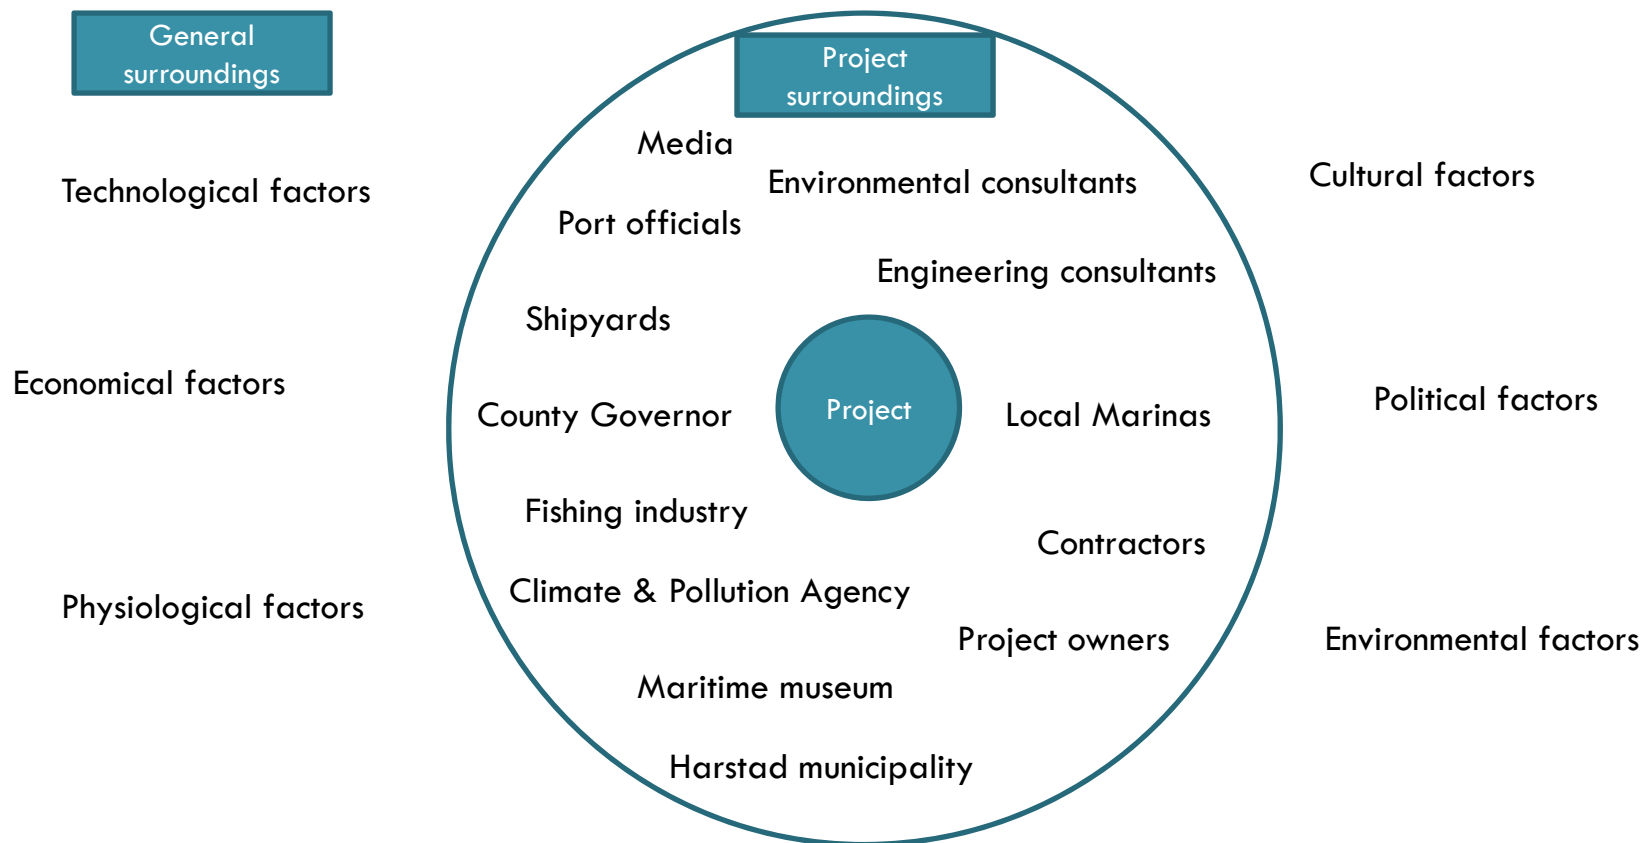 General
surroundings
Project
surroundings
Media
Environmental consultants
Cultural factors
Technological factors
Port officials
Engineering consultants
Shipyards
Economical factors
County Governor
Project
Local Marinas
Political factors
Fishing industry
Contractors
Climate & Pollution Agency
Physiological factors
Project owners
Environmental factors
Maritime museum
Harstad municipality